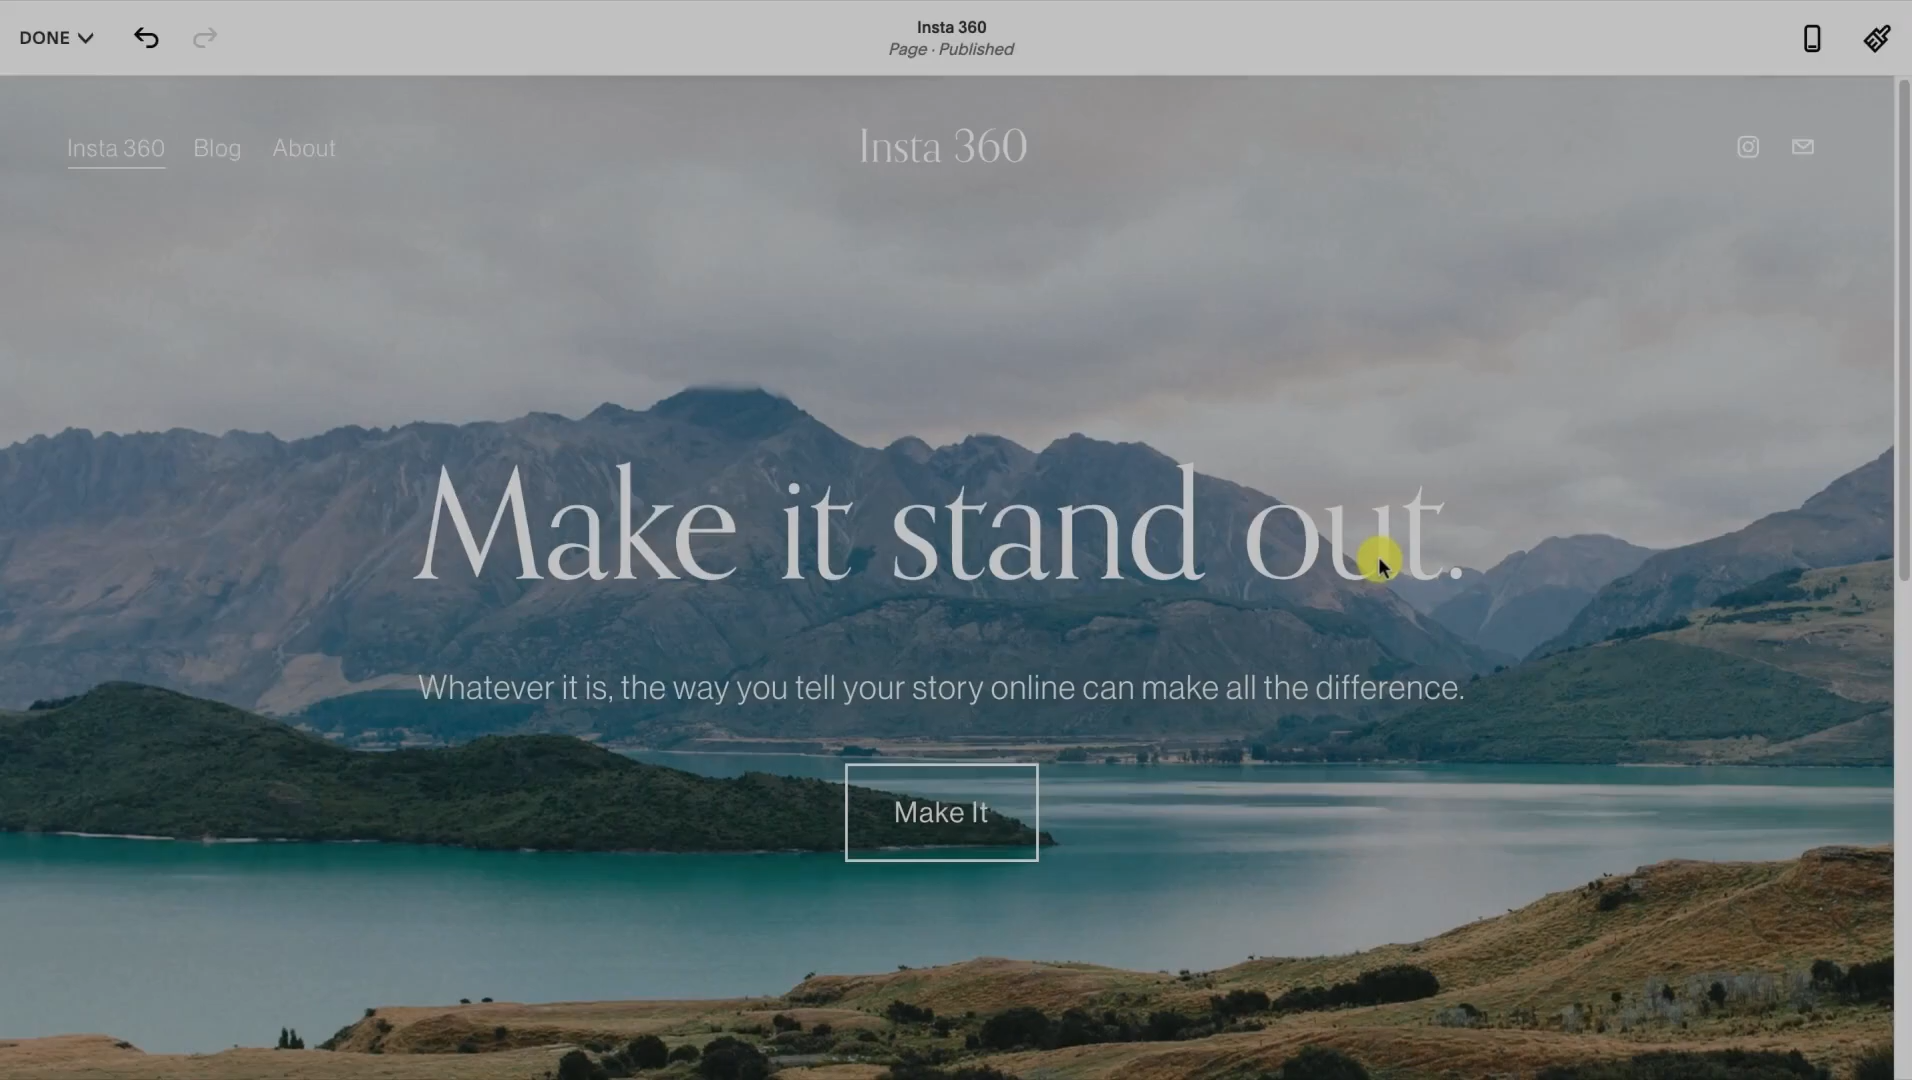 DONE
Insta 360
Page · Published
Insta 360 Blog About
Insta 360
Make it stand out.
Whatever it is, the way you tell your story online can make all the difference.
Make It